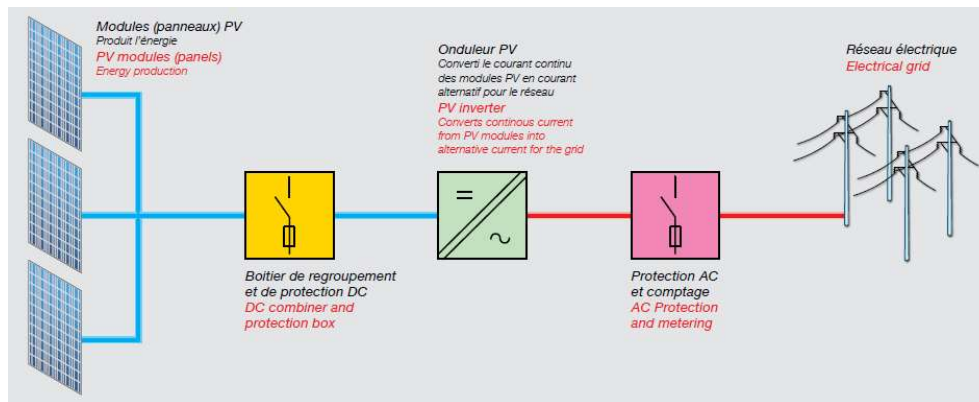 Modules (panneaux) PV
Produit l'énergie
PV modules (panels)
Energy production
Onduleur PV
Converti le courant continu
des modules PV en courant
alternatif pour le réseau
PV inverter
Converts continous current
from PV modules into
alternative current for the grid
Réseau électrique
Electrical grid
Boitier de regroupement
et de protection DC
DC combiner and
protection box
Protection AC
et comptage
AC Protection
and metering